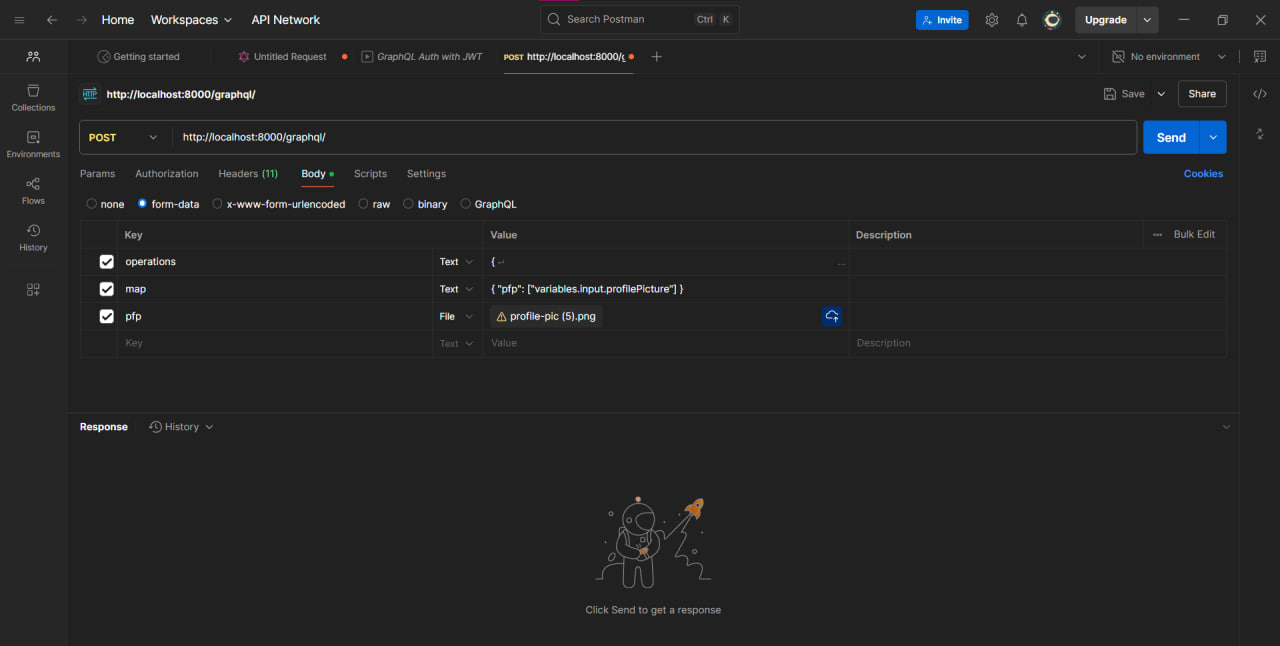 Home Workspaces API Network Search Postman Ctrl K Invite Upgrade
Getting started Untitled Request GraphQL Auth with JWT POST http://localhost:8000/g No environment
HTTP http://localhost:8000/graphql/ Save Share
Collections
POST http://localhost:8000/graphql/ Send
Environments
Params Authorization Headers (11) Body Scripts Settings Cookies
Flows
none form-data x-www-form-urlencoded raw binary GraphQL
History
Key Value Description Bulk Edit
operations Text { ↵ ...
map Text { "pfp": ["variables.input.profilePicture"] }
pfp File profile-pic (5).png
Key Text Value Description
Response History
Click Send to get a response